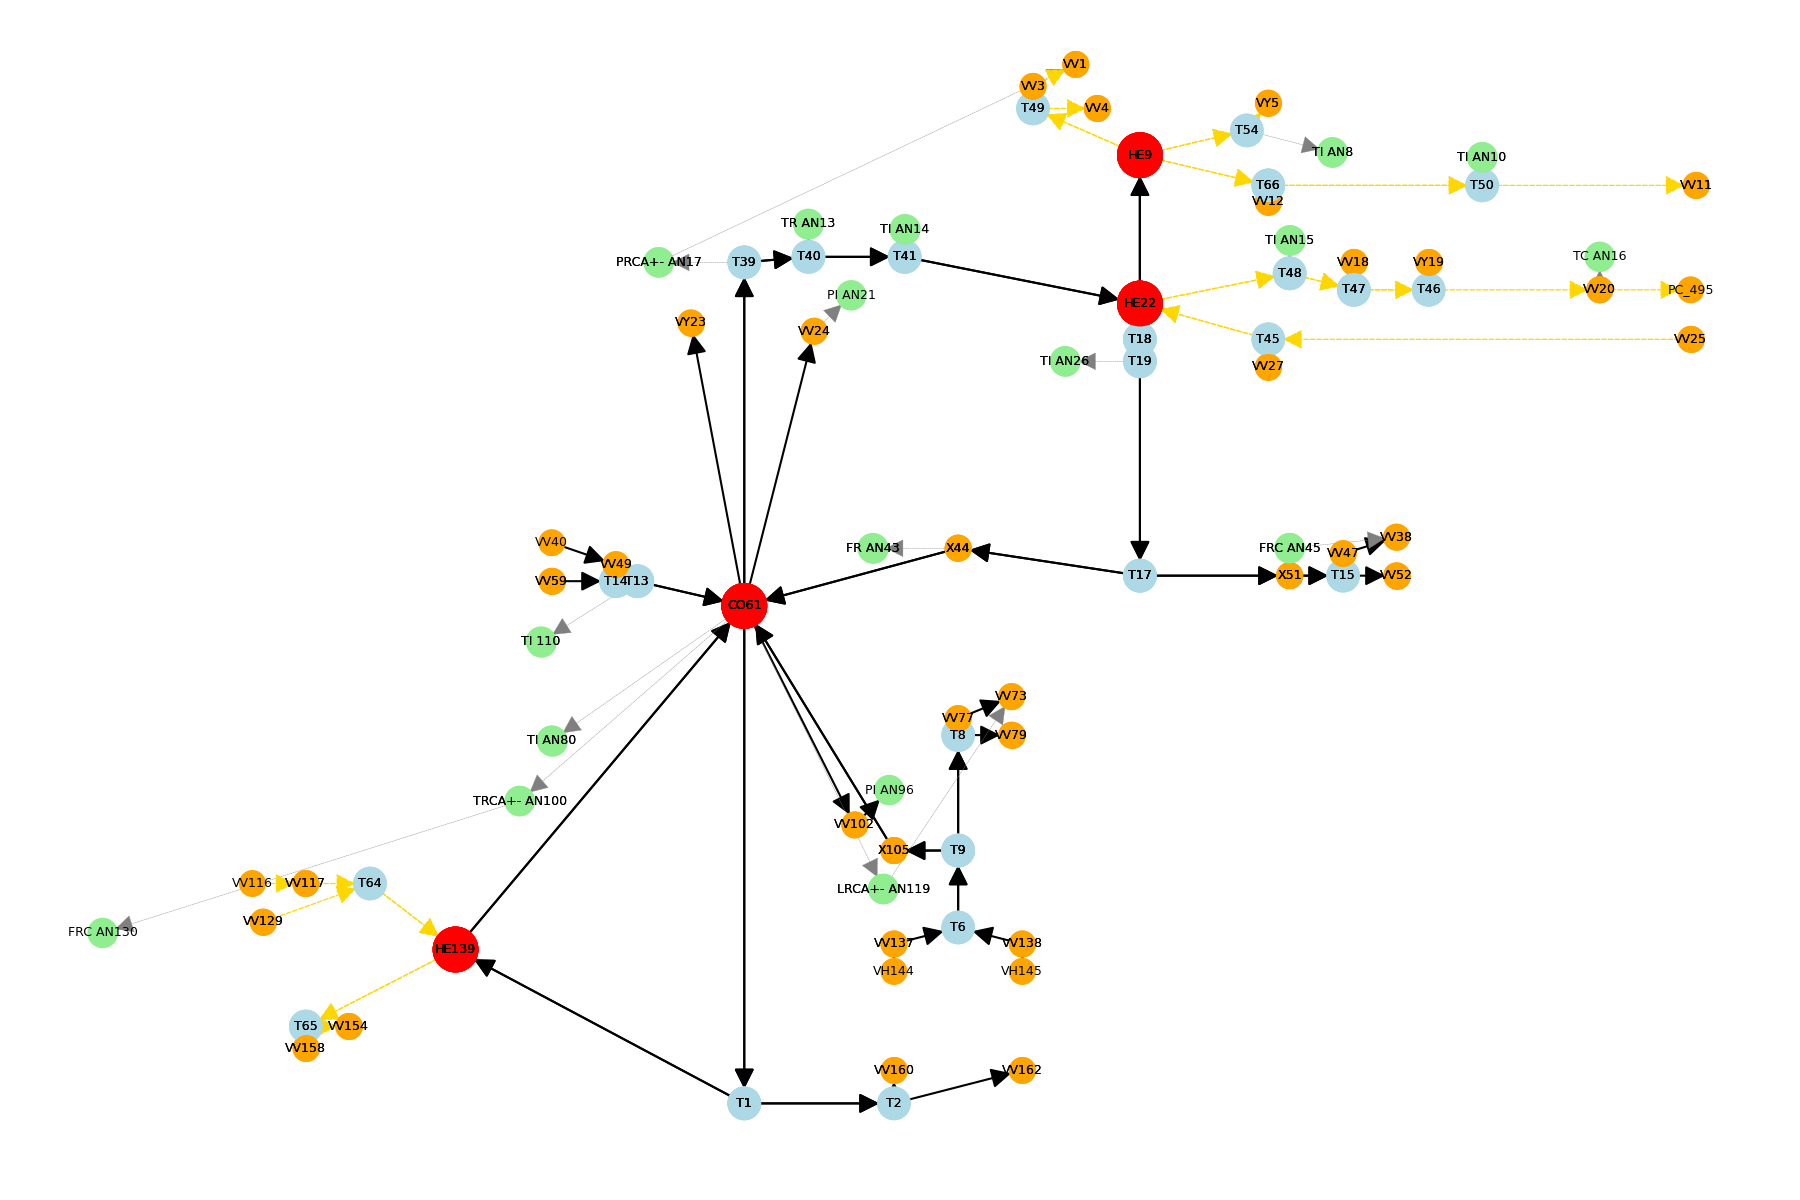 VV1
VV3
T49
VV4
VY5
T54
TI AN8
HE9
TI AN10
T66
T50
VV11
VV12
TR AN13
TI AN14
T40
T41
PRCA+- AN17
T39
TI AN15
T48
VV18
VY19
TC AN16
T47
T46
VV20
PC_495
PI AN21
HE22
VY23
VV24
T18
T45
VV25
TI AN26
T19
VV27
VV40
VV49
VV59
T14
T13
FR AN43
X44
FRC AN45
VV38
VV47
T17
X51
T15
VV52
CO61
TI 110
VV73
VV77
T8
VV79
TI AN80
PI AN96
TRCA+- AN100
VV102
X105
T9
VV116
VV117
T64
LRCA+- AN119
VV129
FRC AN130
T6
VV137
VV138
HE139
VH144
VH145
T65
VV154
VV158
VV160
VV162
T1
T2